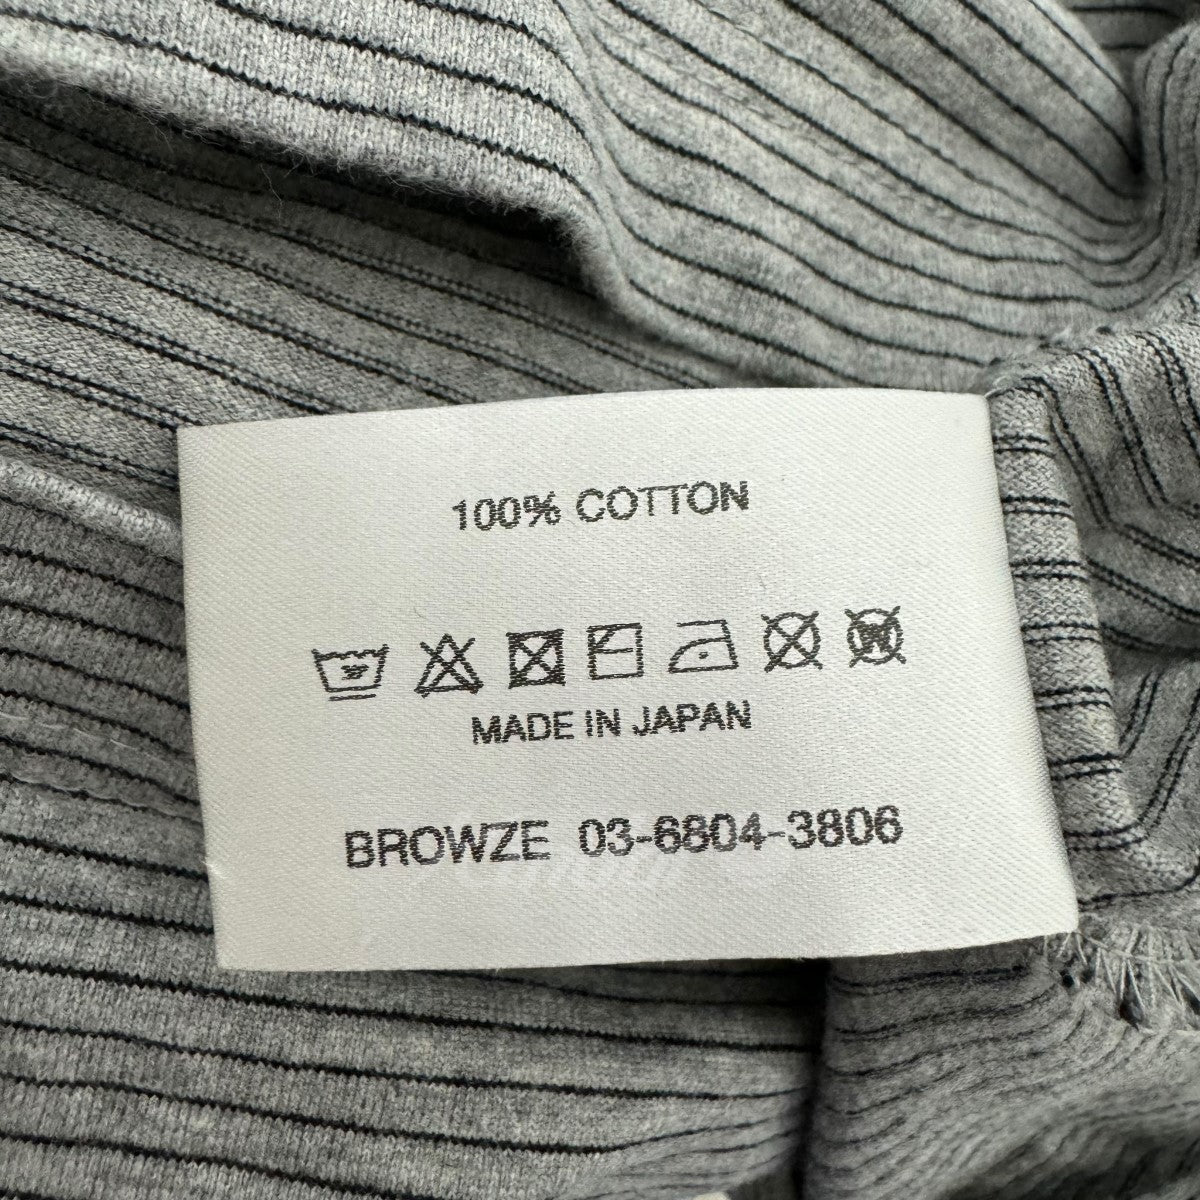 100% COTTON
MADE IN JAPAN
BROWZE 03-6804-3806